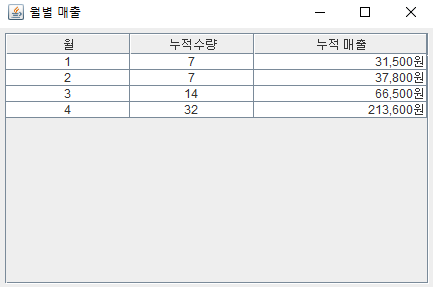 월별 매출
월 누적수량 누적 매출
1 7 31,500원
2 7 37,800원
3 14 66,500원
4 32 213,600원